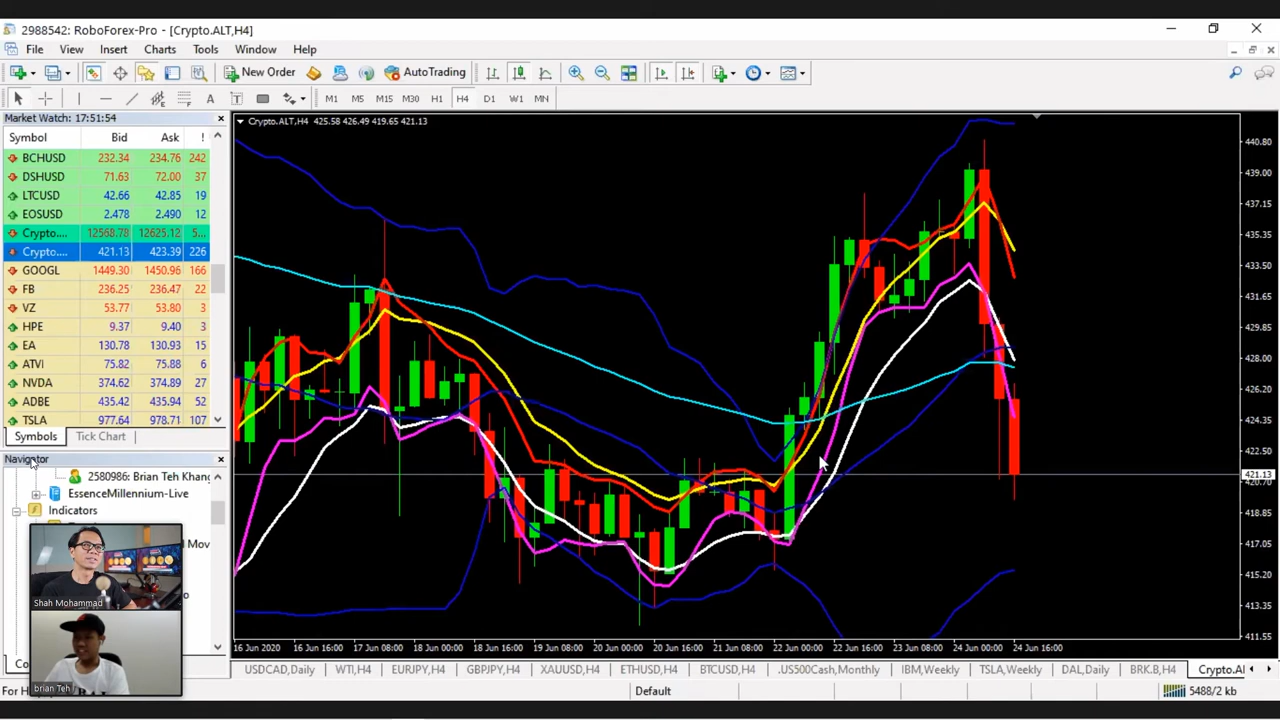 2988542: RoboForex-Pro - [Crypto.ALT,H4]
File View Insert Charts Tools Window Help
New Order AutoTrading
A T M1 M5 M15 M30 H1 H4 D1 W1 MN
Market Watch: 17:51:54
Symbol Bid Ask !
BCHUSD 232.34 234.76 242
DSHUSD 71.63 72.00 37
LTCUSD 42.66 42.85 19
EOSUSD 2.478 2.490 12
Crypto.... 12568.78 12625.12 5...
Crypto.... 421.13 423.39 226
GOOGL 1449.30 1450.96 166
FB 236.25 236.47 22
VZ 53.77 53.80 3
HPE 9.37 9.40 3
EA 130.78 130.93 15
ATVI 75.82 75.88 6
NVDA 374.62 374.89 27
ADBE 435.42 435.94 52
TSLA 977.64 978.71 107
Symbols Tick Chart
Navigator
2580986: Brian Teh Khang
EssenceMillennium-Live
Indicators
Shah Mohammad
brian Teh
Crypto.ALT,H4 425.58 426.49 419.65 421.13
440.80
439.00
437.15
435.35
433.50
431.65
429.85
428.00
426.20
424.35
422.50
421.13
420.70
418.85
417.05
415.20
413.35
411.55
16 Jun 2020 16 Jun 16:00 17 Jun 08:00 18 Jun 00:00 18 Jun 16:00 19 Jun 08:00 20 Jun 00:00 20 Jun 16:00 21 Jun 08:00 22 Jun 00:00 22 Jun 16:00 23 Jun 08:00 24 Jun 00:00 24 Jun 16:00
USDCAD,Daily WTI,H4 EURJPY,H4 GBPJPY,H4 XAUUSD,H4 ETHUSD,H4 BTCUSD,H4 .US500Cash,Monthly IBM,Weekly TSLA,Weekly DAL,Daily BRK.B,H4 Crypto.Al
Default
5488/2 kb